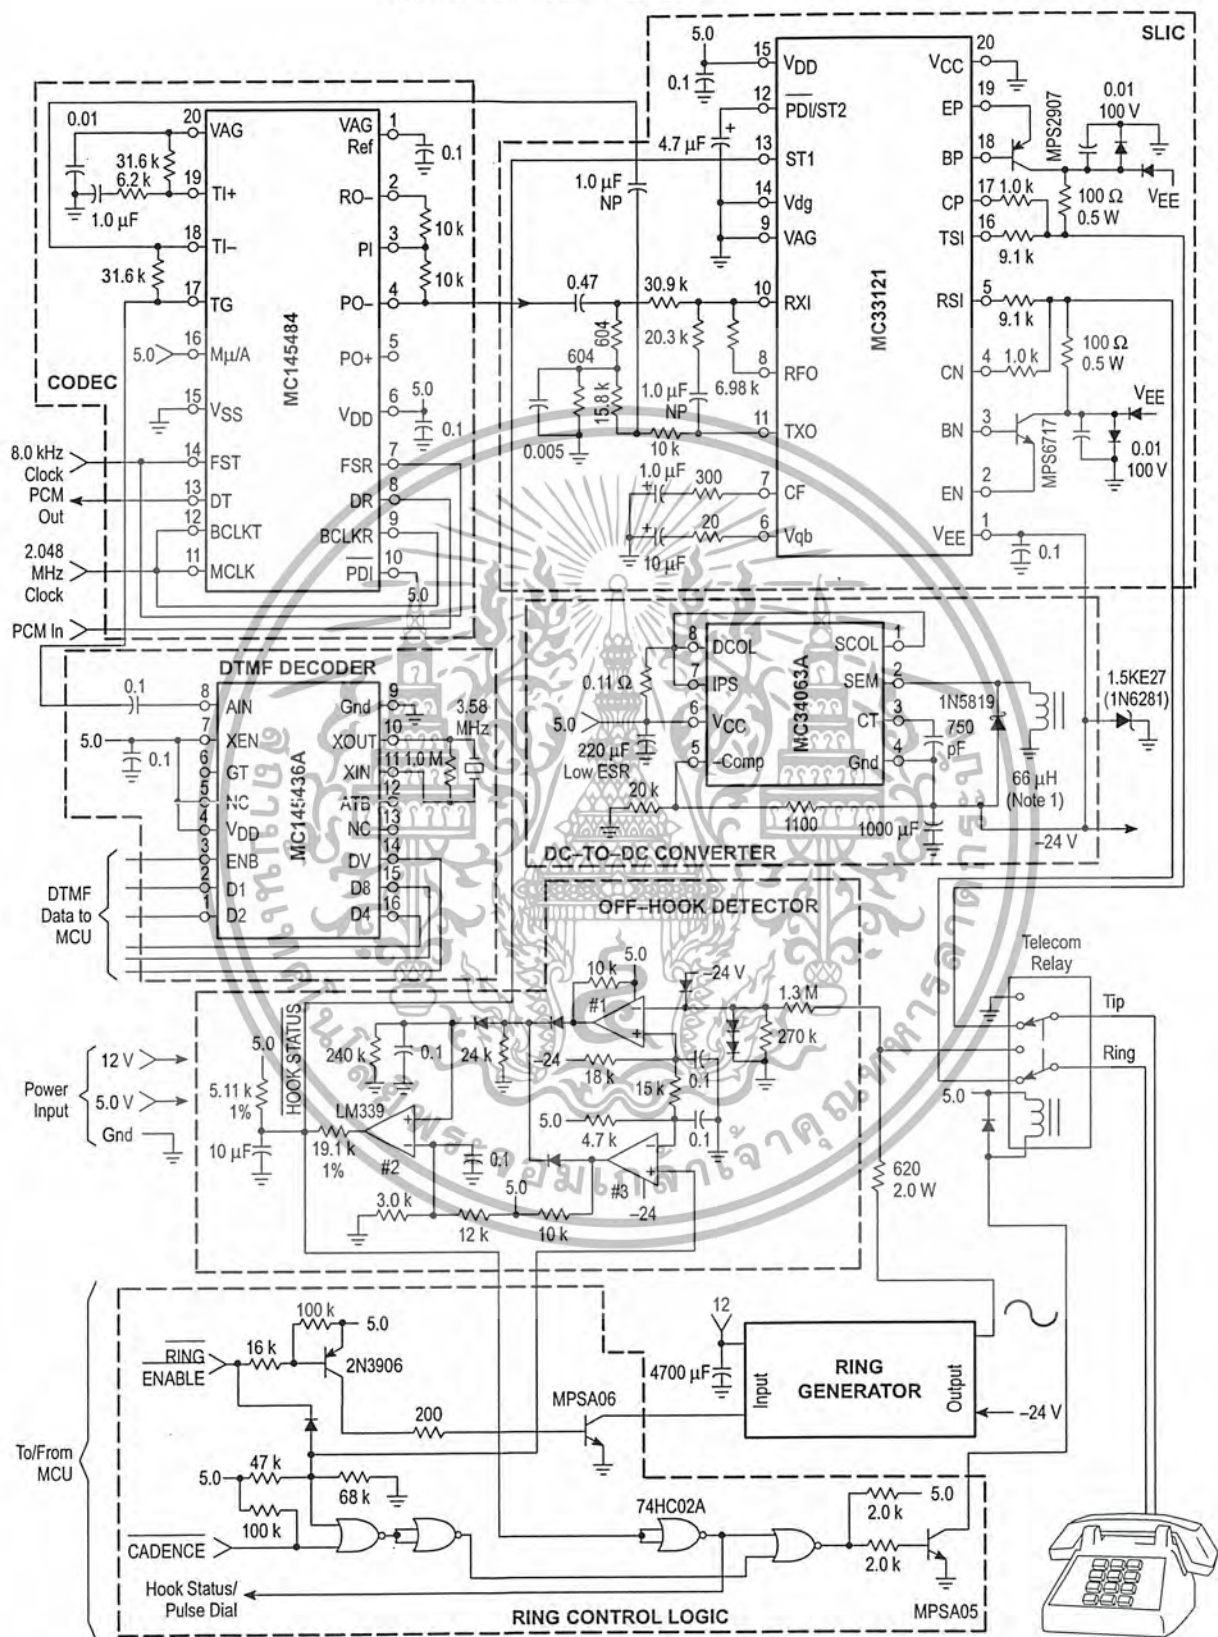 SLIC
5.0
15
VDD
0.1
12
PDI/ST2
4.7 µF
+
13
ST1
14
Vdg
9
VAG
10
RXI
8
RFO
11
TXO
7
CF
6
Vqb
20
VCC
19
EP
18
BP
17
CP
16
TSI
5
RSI
4
CN
3
BN
2
EN
1
VEE
0.1
MC33121
MPS2907
0.01
100 V
VEE
1.0 k
100 Ω
0.5 W
9.1 k
9.1 k
1.0 k
100 Ω
0.5 W
VEE
MPS6717
0.01
100 V
1.0 µF
NP
0.47
30.9 k
604
20.3 k
604
15.8 k
1.0 µF
NP
6.98 k
0.005
10k
1.0 µF
+
300
+
20
10 µF
CODEC
0.01
20
VAG
31.6 k
6.2 k
19
TI+
1.0 µF
18
TI–
31.6 k
17
TG
16
Mµ/A
5.0
15
VSS
14
FST
13
DT
12
BCLKT
11
MCLK
MC145484
VAG
Ref
1
0.1
RO–
2
10 k
PI
3
10k
PO–
4
PO+
5
VDD
6
5.0
0.1
FSR
7
DR
8
BCLKR
9
PDI
10
5.0
8.0 kHz
Clock
PCM
Out
2.048
MHz
Clock
PCM In
DTMF DECODER
0.1
8
AIN
5.0
7
XEN
0.1
6
GT
5
NC
4
VDD
3
ENB
2
D1
1
D2
MC145436A
9
Gnd
10
XOUT
3.58
MHz
1.0 M
11
XIN
12
ATB
13
NC
14
DV
15
D8
16
D4
DTMF
Data to
MCU
8
DCOL
SCOL
1
7
IPS
SEM
2
6
VCC
CT
3
5
–Comp
Gnd
4
MC34063A
0.11 Ω
5.0
220 µF
Low ESR
20 k
1100
1N5819
750
pF
1000 µF
66 µH
(Note 1)
1.5KE27
(1N6281)
–24 V
DC–TO–DC CONVERTER
OFF–HOOK DETECTOR
10 k
5.0
#1
–24 V
1.3 M
270 k
–
+
240 k
0.1
24 k
–24
18 k
0.1
15 k
5.0
4.7 k
0.1
5.0
5.11 k
1%
HOOK STATUS
LM339
+
–
19.1 k
1%
#2
10 µF
0.1
3.0 k
12 k
5.0
10 k
–
+
#3
–24
Power
Input
12 V
5.0 V
Gnd
Telecom
Relay
Tip
Ring
5.0
620
2.0 W
RING
ENABLE
16 k
100 k
5.0
2N3906
200
MPSA06
12
4700 µF
Input
RING
GENERATOR
Output
–24 V
To/From
MCU
5.0
47 k
68 k
100 k
CADENCE
74HC02A
2.0 k
5.0
2.0 k
MPSA05
Hook Status/
Pulse Dial
RING CONTROL LOGIC